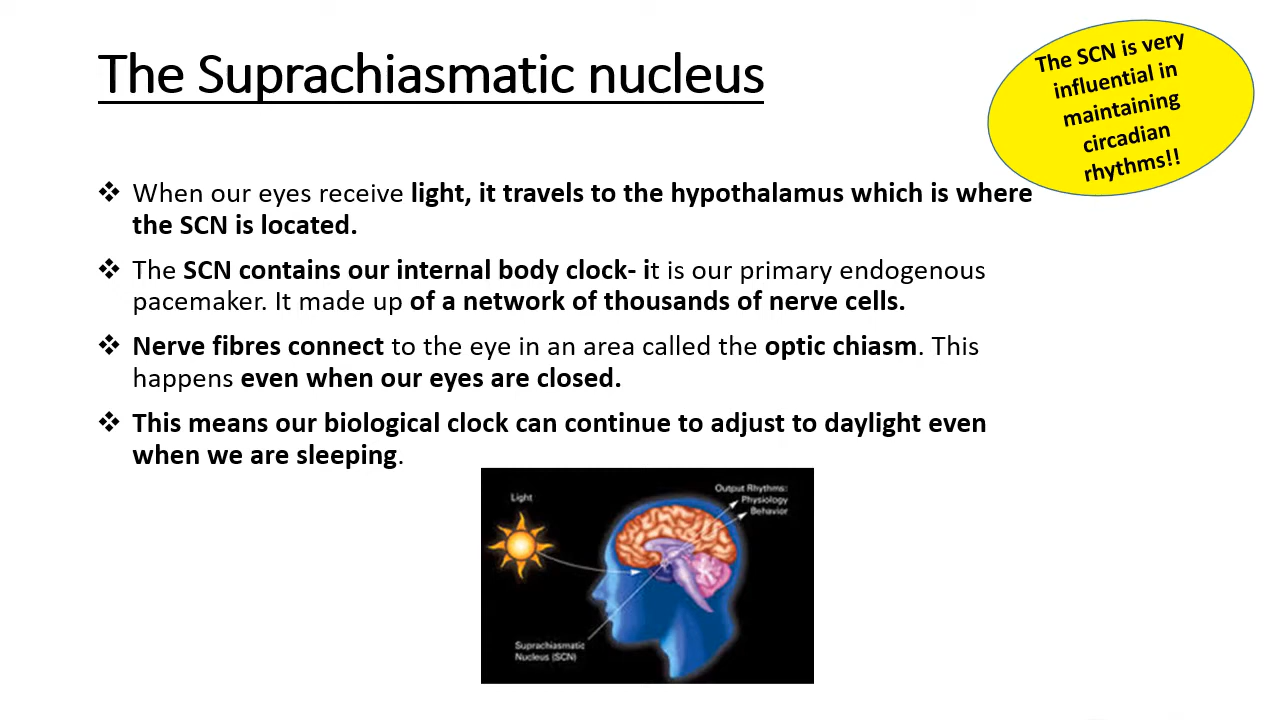 The Suprachiasmatic nucleus
The SCN is very
influential in
maintaining
circadian
rhythms!!
When our eyes receive light, it travels to the hypothalamus which is where
the SCN is located.
The SCN contains our internal body clock- it is our primary endogenous
pacemaker. It made up of a network of thousands of nerve cells.
Nerve fibres connect to the eye in an area called the optic chiasm. This
happens even when our eyes are closed.
This means our biological clock can continue to adjust to daylight even
when we are sleeping.
Light
Output Rhythms:
Physiology
Behavior
Suprachiasmatic
Nucleus (SCN)